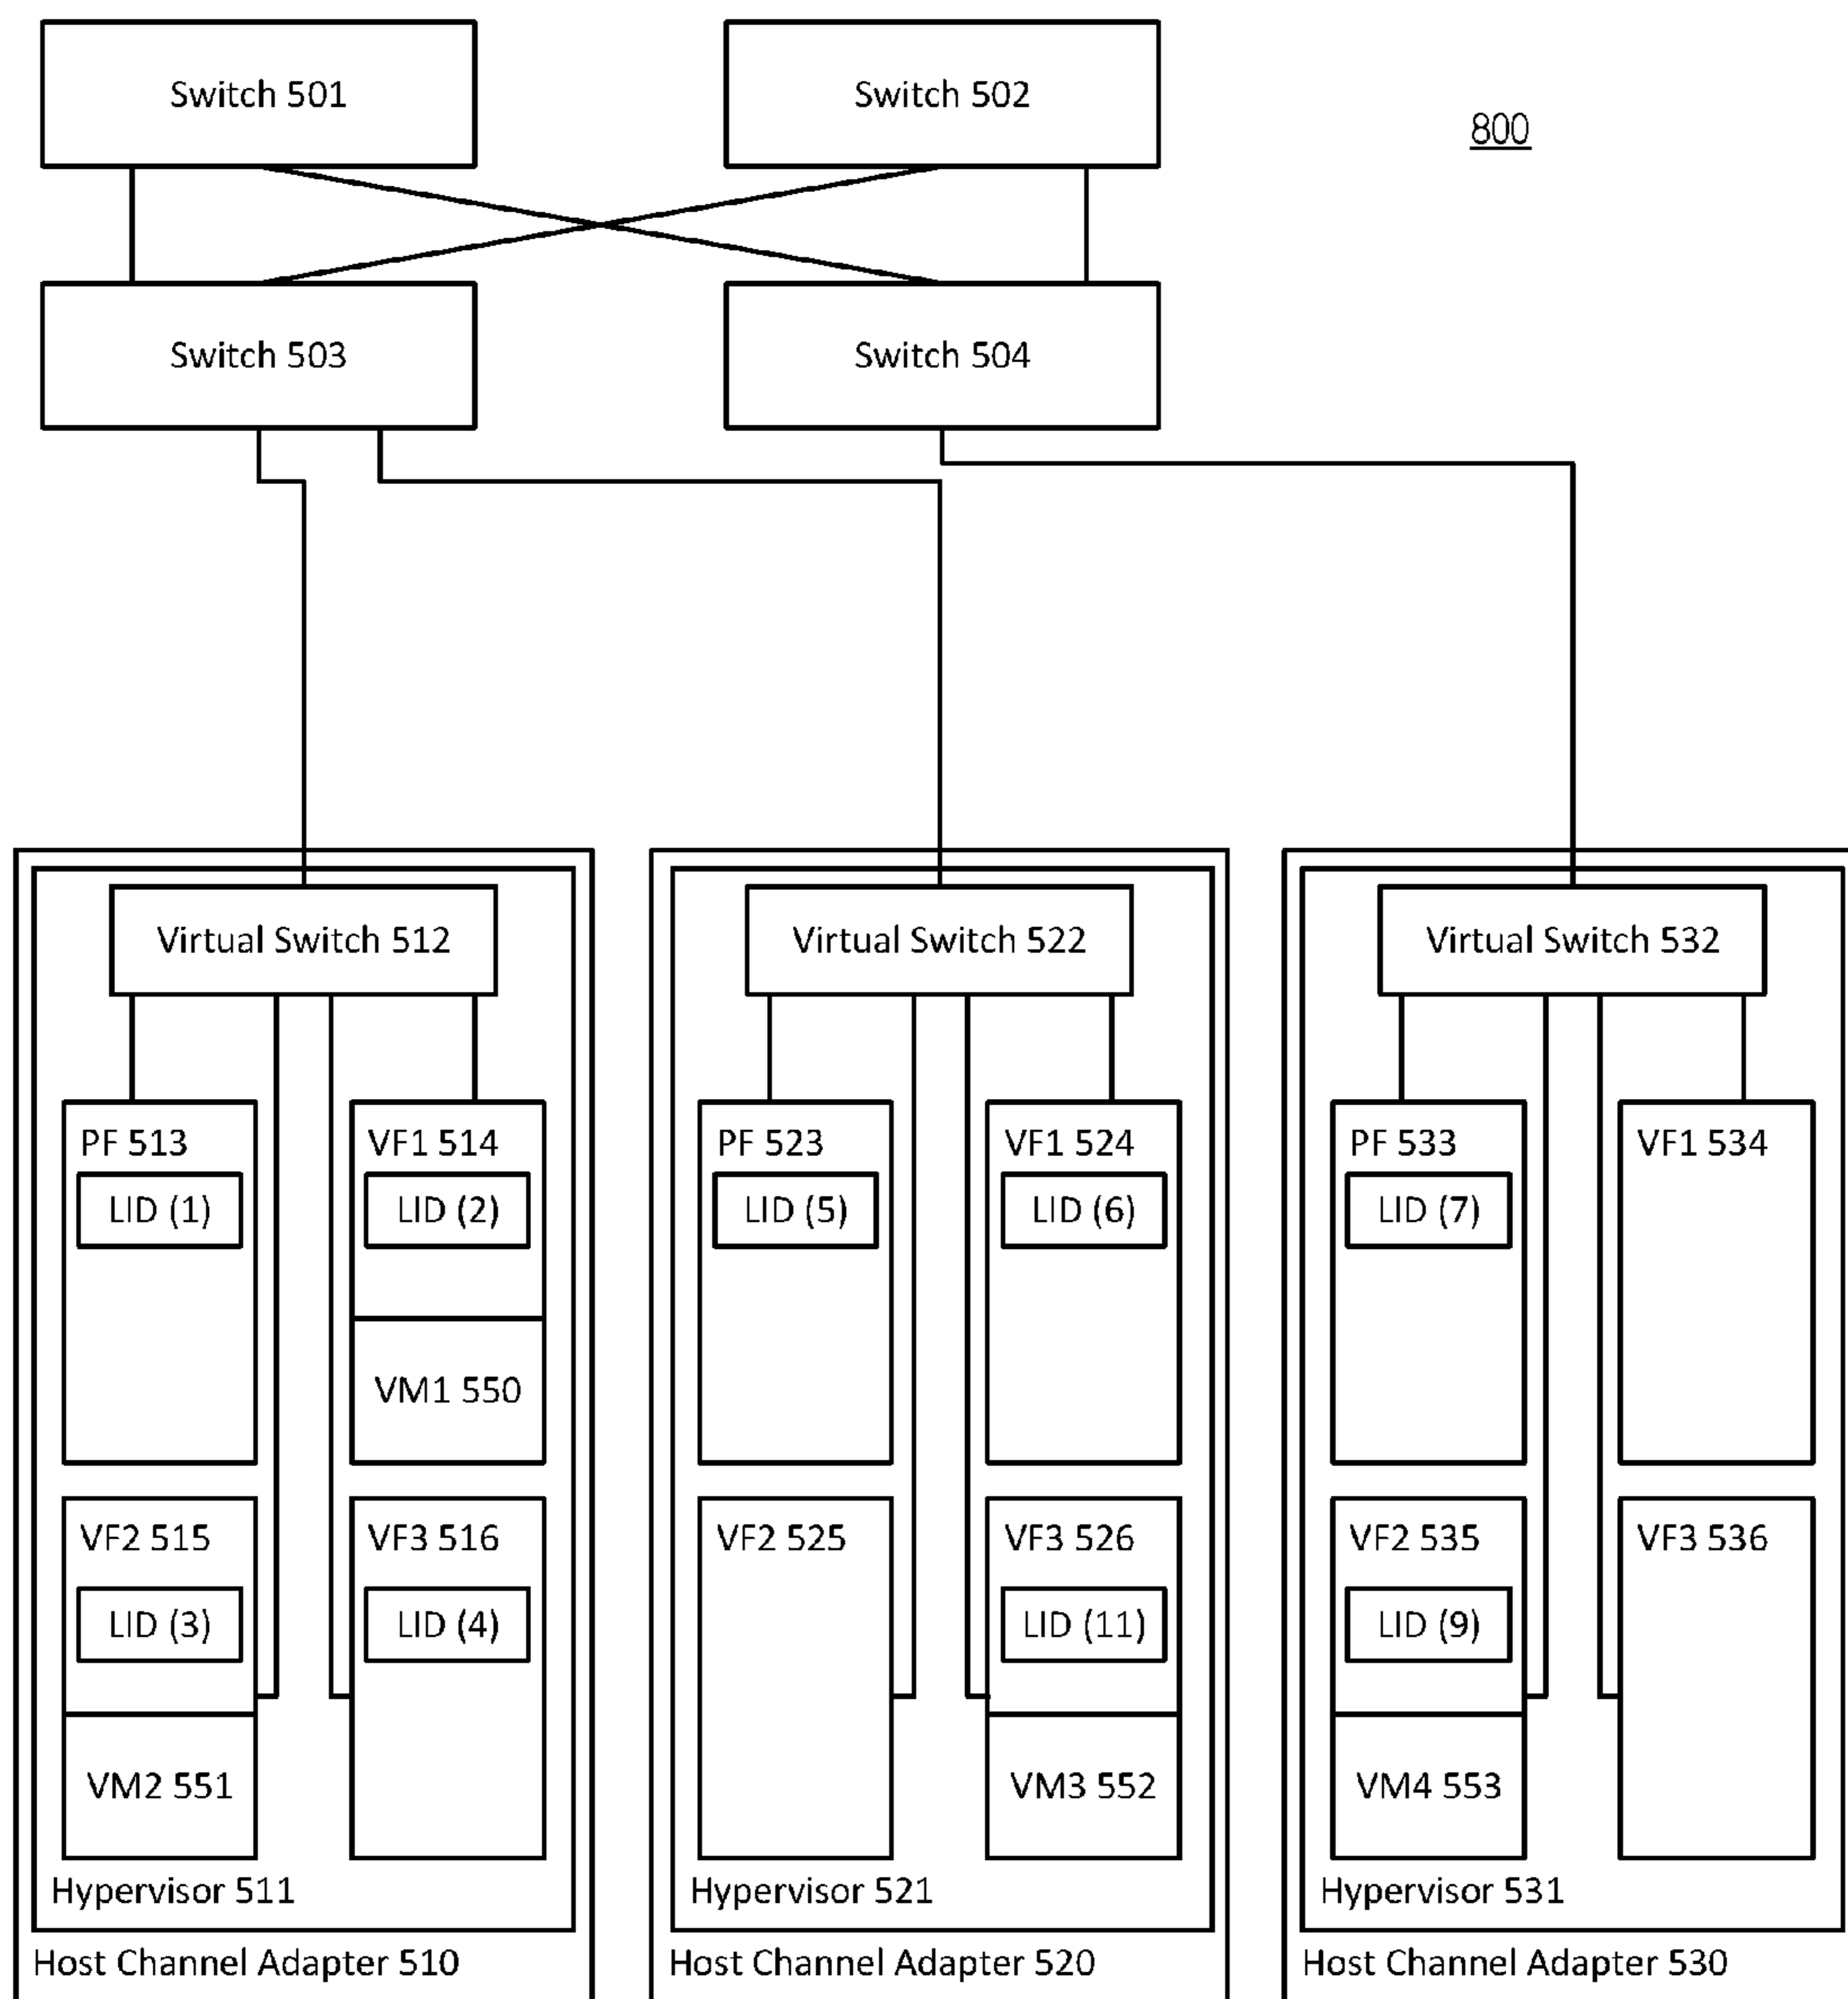 Switch 501
Switch 502
800
Switch 503
Switch 504
Virtual Switch 512
PF 513
LID (1)
VF1 514
LID (2)
VM1 550
VF2 515
LID (3)
VM2 551
VF3 516
LID (4)
Hypervisor 511
Host Channel Adapter 510
Virtual Switch 522
PF 523
LID (5)
VF1 524
LID (6)
VF2 525
VF3 526
LID (11)
VM3 552
Hypervisor 521
Host Channel Adapter 520
Virtual Switch 532
PF 533
LID (7)
VF1 534
VF2 535
LID (9)
VM4 553
VF3 536
Hypervisor 531
Host Channel Adapter 530